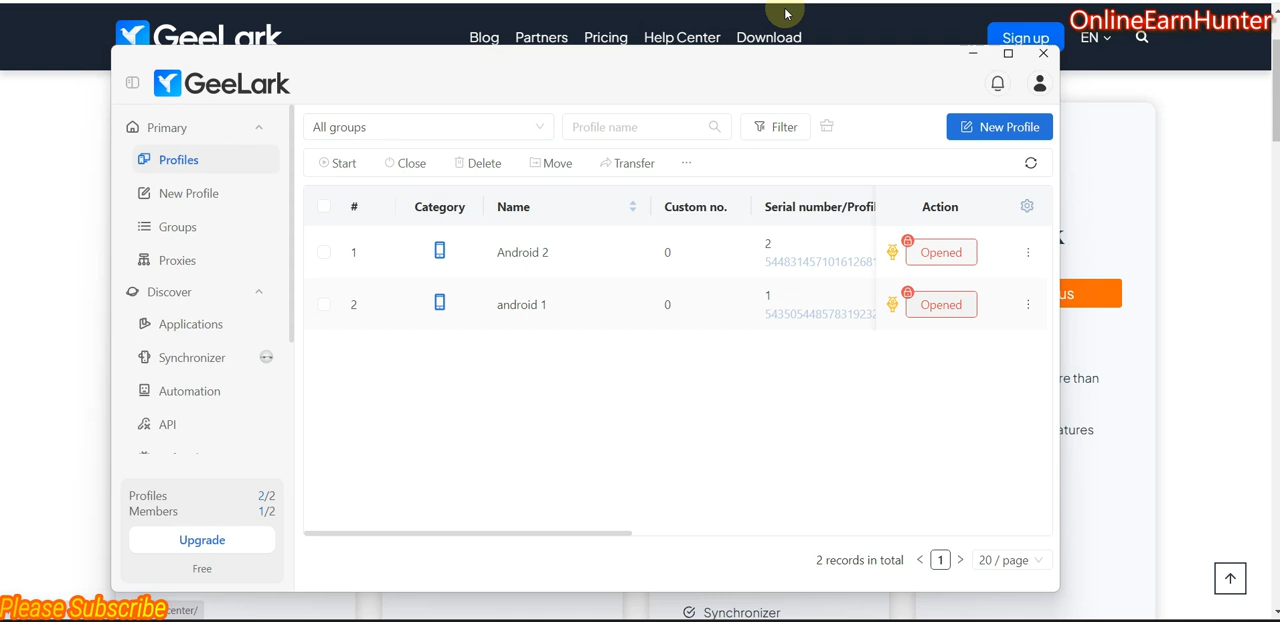 OnlineEarnHunter
GeeLark
Blog Partners Pricing Help Center Download Sign up EN
GeeLark
Primary
All groups Profile name Filter New Profile
Profiles
Start Close Delete Move Transfer ...
New Profile
# Category Name Custom no. Serial number/Profil Action
Groups
1 Android 2 0 2 Opened
544831457101612681
Proxies
Discover
2 android 1 0 1 Opened
543505448578319232
us
Applications
Synchronizer
re than
Automation
API
atures
Profiles 2/2
Members 1/2
Upgrade
Free
2 records in total < 1 > 20 / page
Please Subscribe
center/
Synchronizer